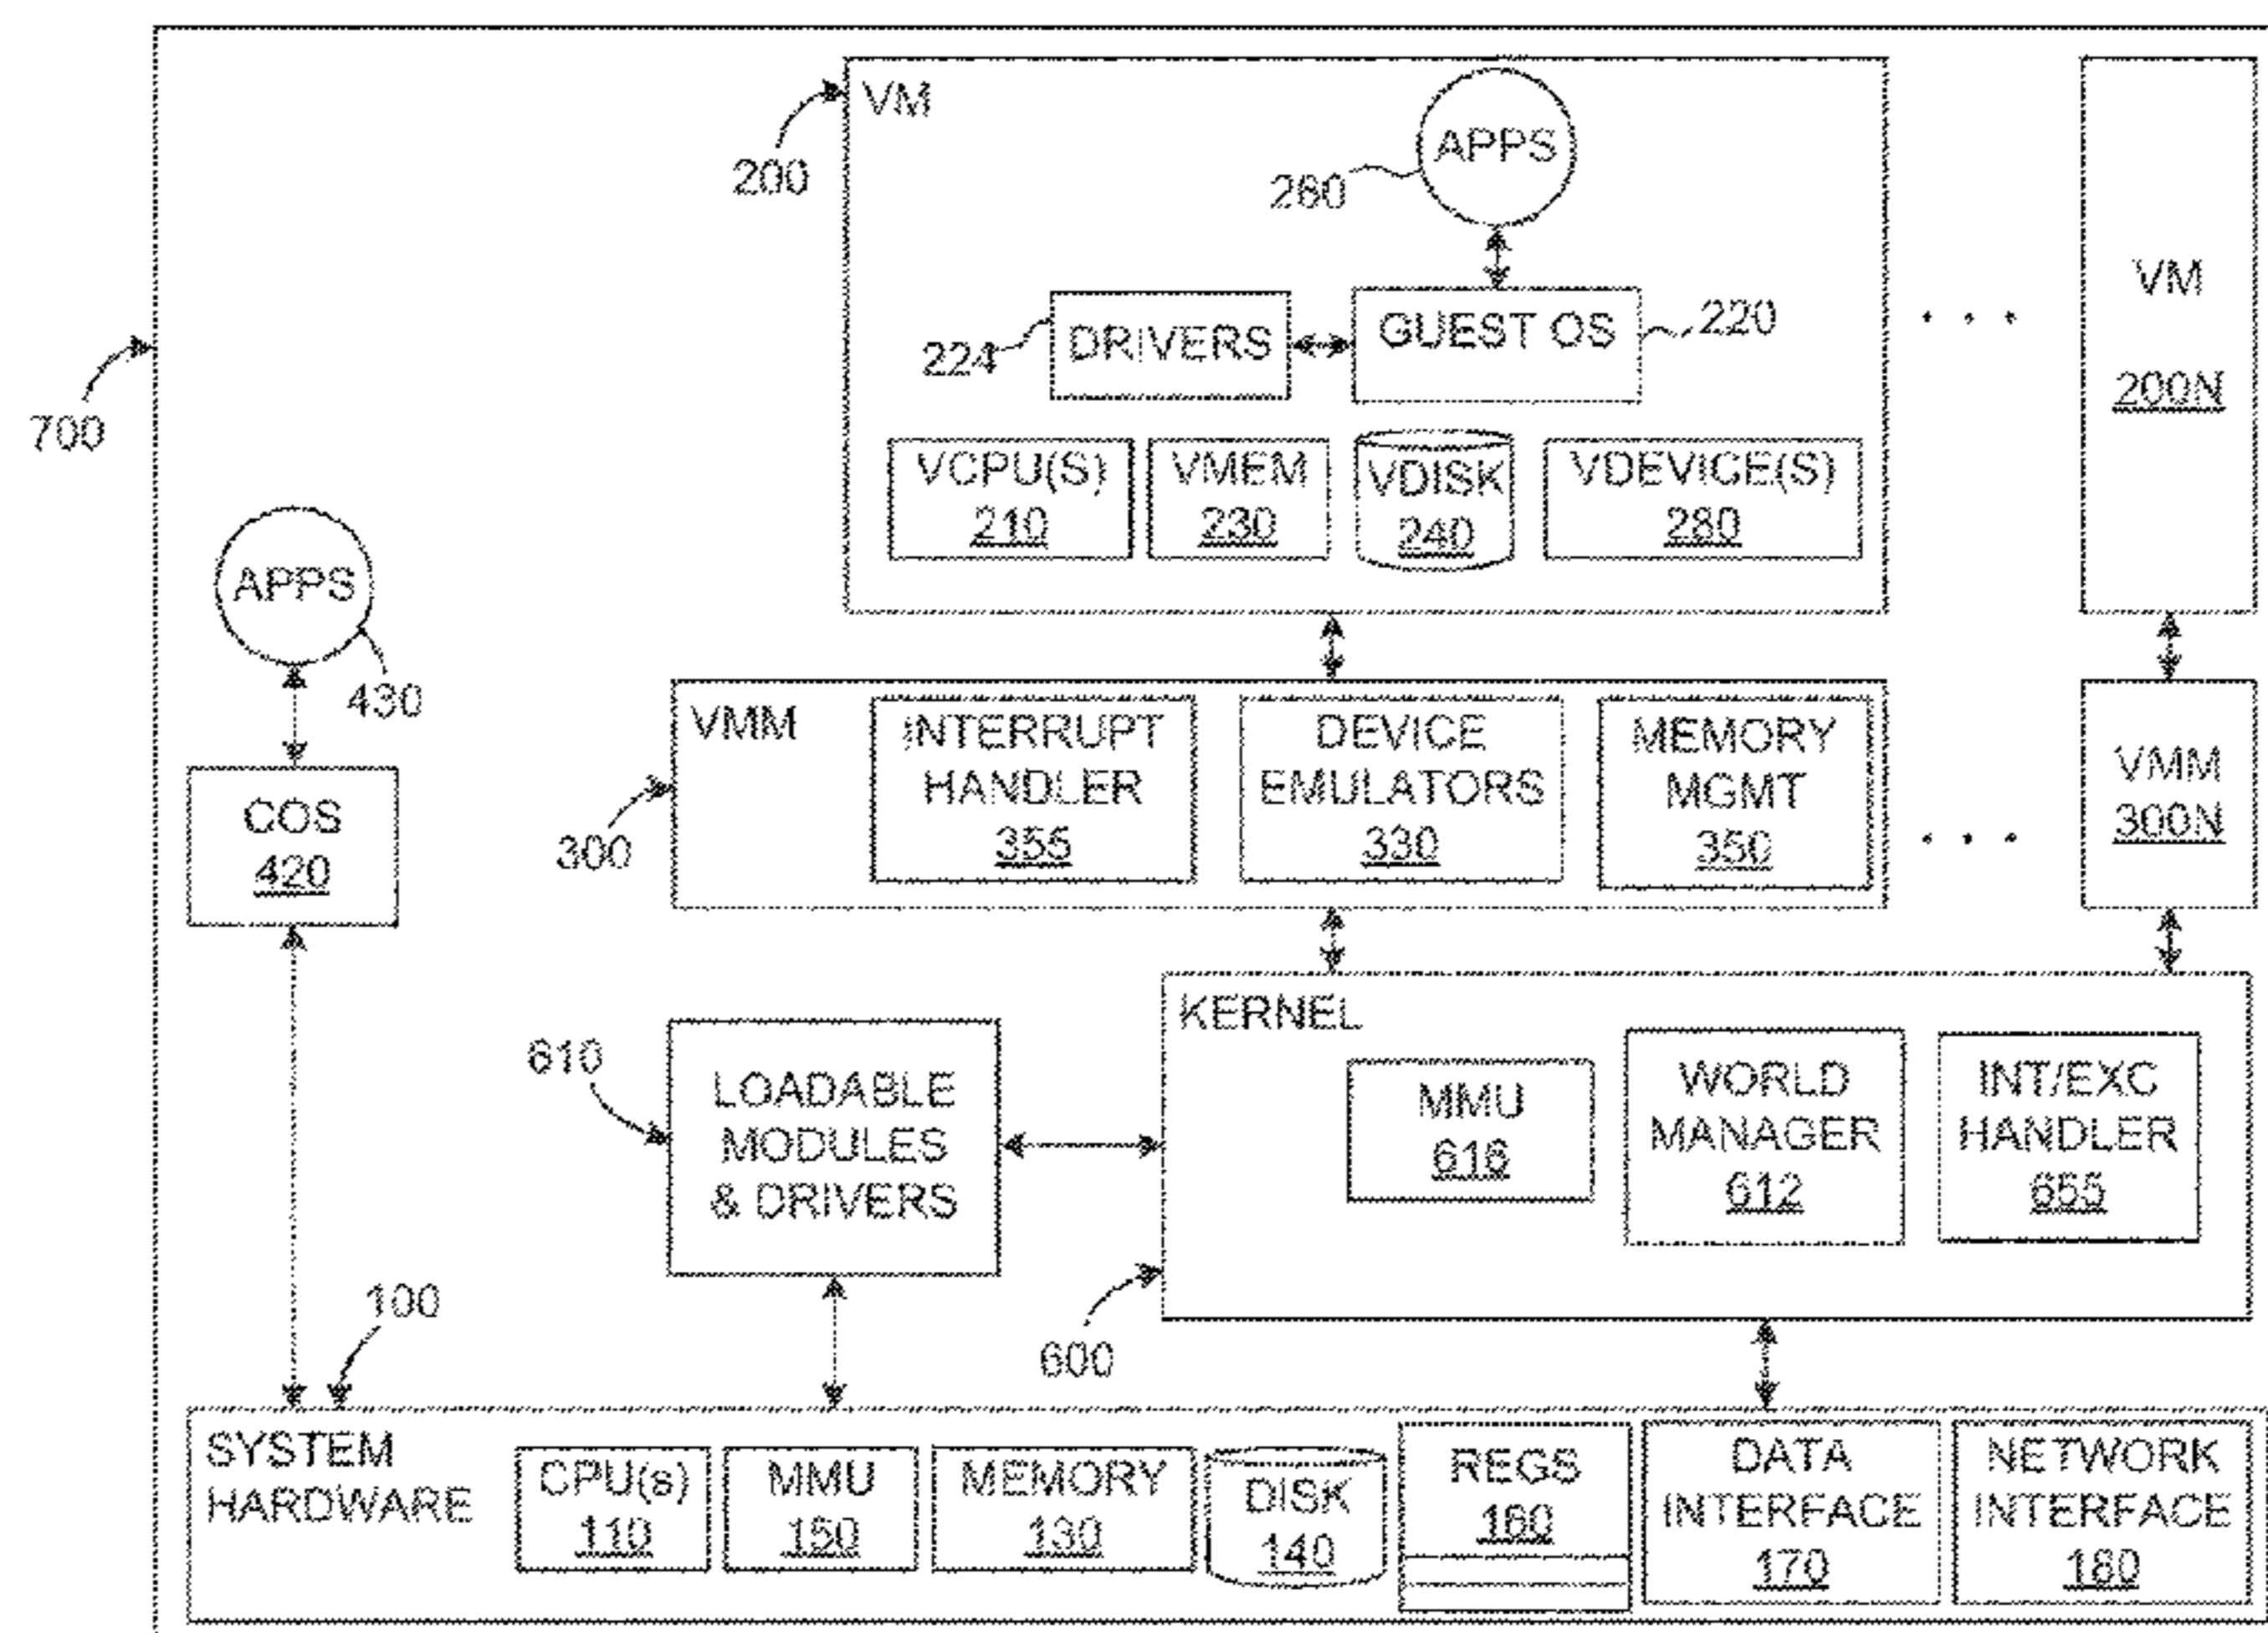 VM
APPS
200
260
VM
200N
DRIVERS
GUEST OS
220
224
700
VCPU(S)
210
VMEM
230
VDISK
240
VDEVICE(S)
280
APPS
430
VMM
INTERRUPT
HANDLER
355
DEVICE
EMULATORS
330
MEMORY
MGMT
350
300
VMM
300N
COS
420
KERNEL
MMU
616
WORLD
MANAGER
612
INT/EXC
HANDLER
655
610
LOADABLE
MODULES
& DRIVERS
100
600
SYSTEM
HARDWARE
CPU(s)
110
MMU
150
MEMORY
130
DISK
140
REGS
160
DATA
INTERFACE
170
NETWORK
INTERFACE
180